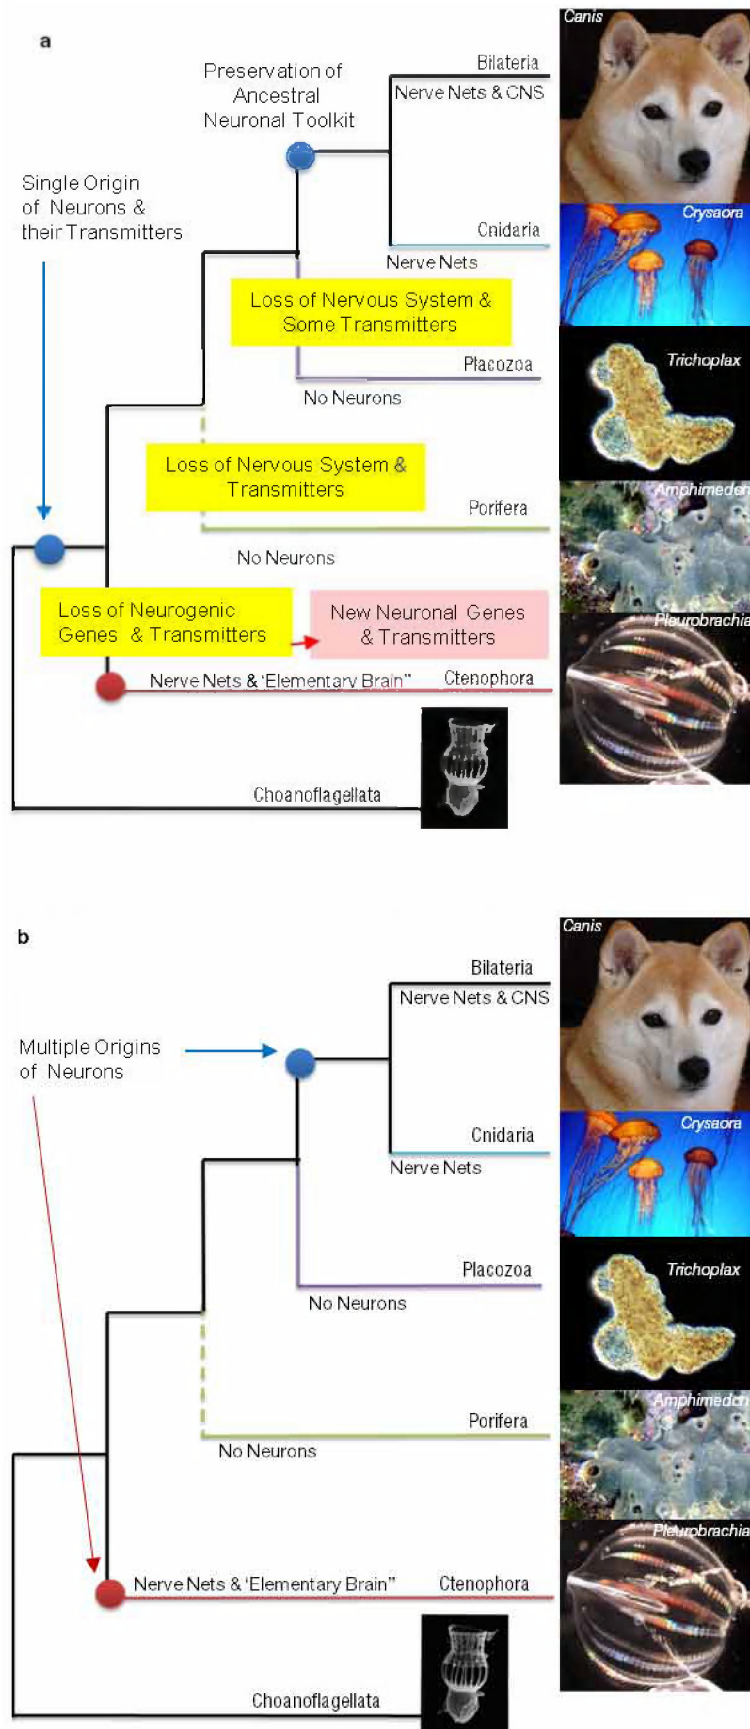 a
Canis
Bilateria
Preservation of
Ancestral
Neuronal Toolkit
Nerve Nets & CNS
Single Origin
of Neurons &
their Transmitters
Crysaora
Cnidaria
Nerve Nets
Loss of Nervous System &
Some Transmitters
Trichoplax
Placozoa
No Neurons
Loss of Nervous System &
Transmitters
Amphimedon
Porifera
No Neurons
Loss of Neurogenic
Genes & Transmitters
New Neuronal Genes
& Transmitters
Pleurobrachia
Nerve Nets & 'Elementary Brain"
Ctenophora
Choanoflagellata
b
Canis
Bilateria
Nerve Nets & CNS
Multiple Origins
of Neurons
Crysaora
Cnidaria
Nerve Nets
Placozoa
Trichoplax
No Neurons
Amphimedon
Porifera
No Neurons
Pleurobrachia
Nerve Nets & 'Elementary Brain"
Ctenophora
Choanoflagellata